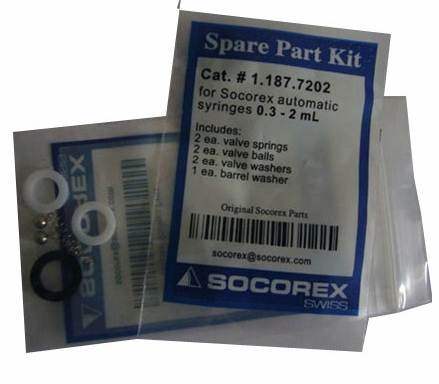 Spare Part Kit
Cat. # 1.187.7202
for Socorex automatic
syringes 0.3 - 2 mL
Includes:
2 ea. valve springs
2 ea. valve balls
2 ea. valve washers
1 ea. barrel washer
Original Socorex Parts
socorex@socorex.com
SOCOREX
SWISS
SOCOREX